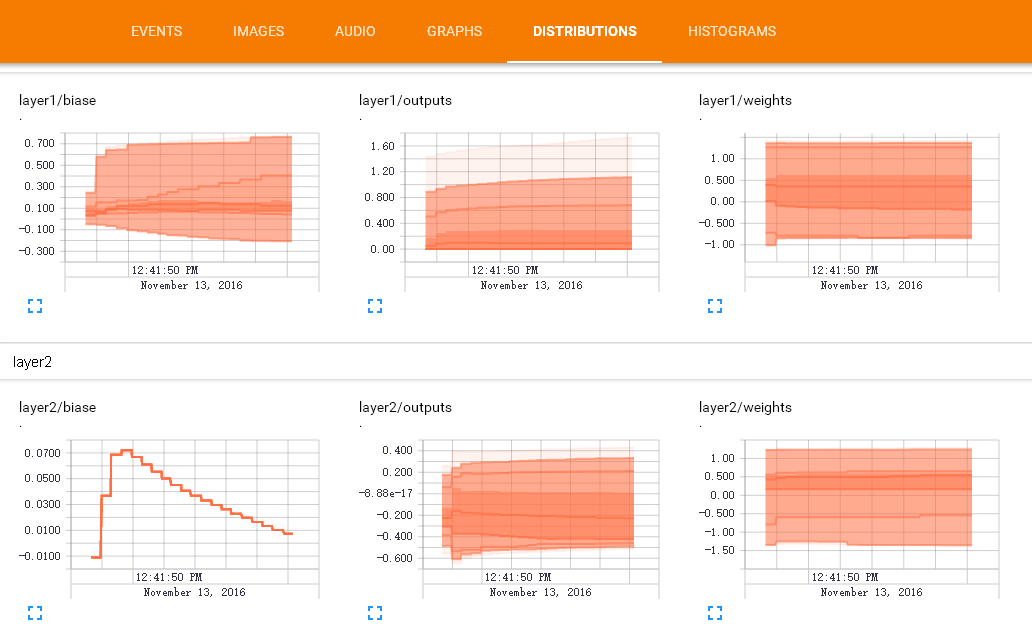 EVENTS IMAGES AUDIO GRAPHS DISTRIBUTIONS HISTOGRAMS
layer1/biase
.
0.700
0.500
0.300
0.100
-0.100
-0.300
12:41:50 PM
November 13, 2016
layer1/outputs
.
1.60
1.20
0.800
0.400
0.00
12:41:50 PM
November 13, 2016
layer1/weights
.
1.00
0.500
0.00
-0.500
-1.00
12:41:50 PM
November 13, 2016
layer2
layer2/biase
.
0.0700
0.0500
0.0300
0.0100
-0.0100
12:41:50 PM
November 13, 2016
layer2/outputs
.
0.400
0.200
-8.88e-17
-0.200
-0.400
-0.600
12:41:50 PM
November 13, 2016
layer2/weights
.
1.00
0.500
0.00
-0.500
-1.00
-1.50
12:41:50 PM
November 13, 2016